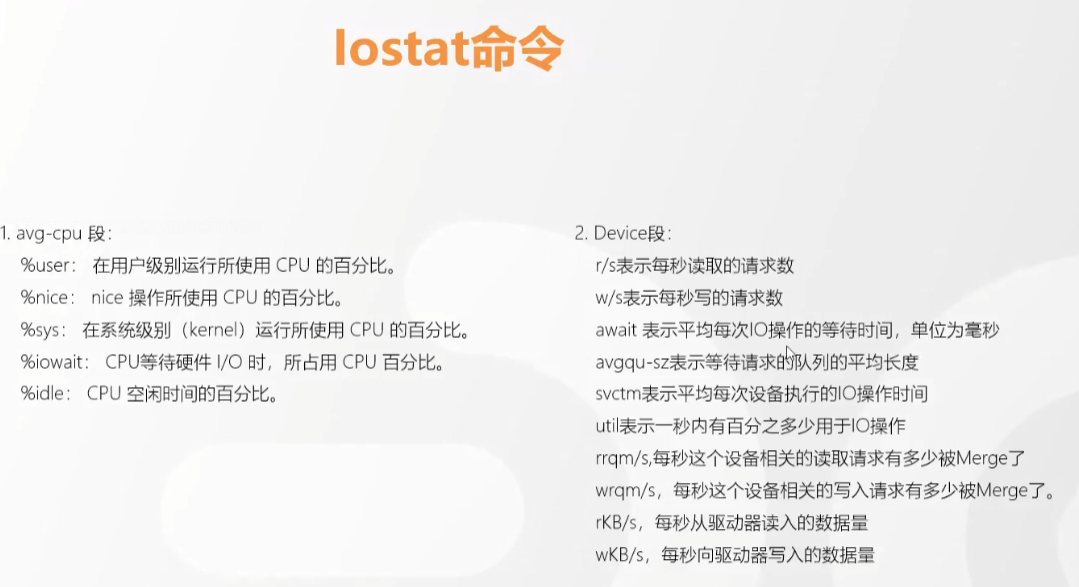 Iostat命令
1. avg-cpu 段：
%user： 在用户级别运行所使用 CPU 的百分比。
%nice： nice 操作所使用 CPU 的百分比。
%sys： 在系统级别（kernel）运行所使用 CPU 的百分比。
%iowait： CPU等待硬件 I/O 时，所占用 CPU 百分比。
%idle： CPU 空闲时间的百分比。
2. Device段：
r/s表示每秒读取的请求数
w/s表示每秒写的请求数
await 表示平均每次IO操作的等待时间，单位为毫秒
avgqu-sz表示等待请求的队列的平均长度
svctm表示平均每次设备执行的IO操作时间
util表示一秒内有百分之多少用于IO操作
rrqm/s,每秒这个设备相关的读取请求有多少被Merge了
wrqm/s，每秒这个设备相关的写入请求有多少被Merge了。
rKB/s，每秒从驱动器读入的数据量
wKB/s，每秒向驱动器写入的数据量